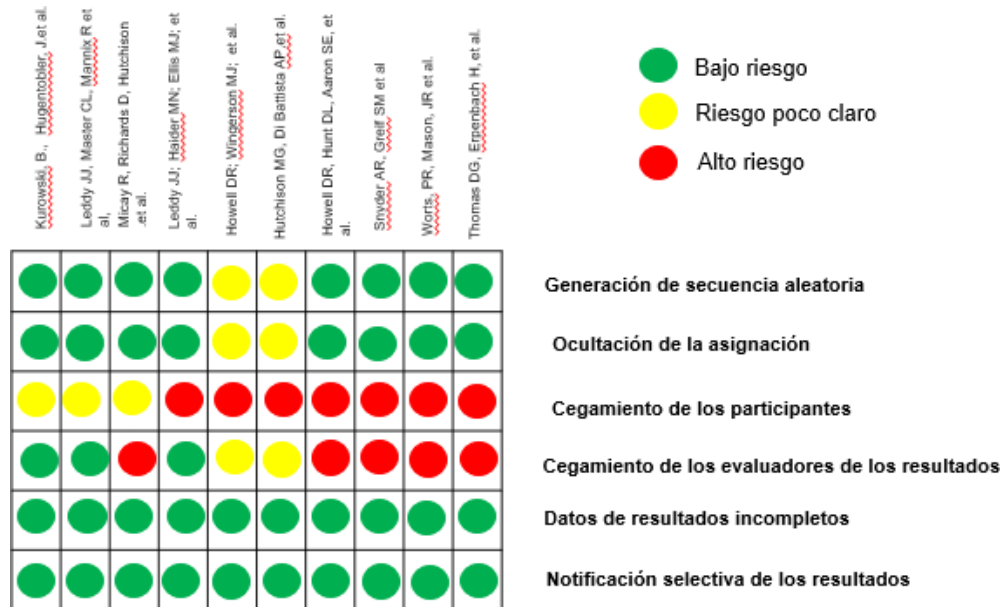 Kurowski, B., Hugentobler, J.et al.
Leddy JJ, Master CL, Mannix R et
al,
Micay R, Richards D, Hutchison
.et al.
Leddy JJ; Haider MN; Ellis MJ; et
al.
Howell DR; Wingerson MJ; et al.
Hutchison MG, Di Battista AP.et al.
Howell DR, Hunt DL, Aaron SE, et
al.
Snyder AR, Greif SM et al
Worts, PR, Mason, JR et al.
Thomas DG, Erpenbach H, et al.
Bajo riesgo
Riesgo poco claro
Alto riesgo
Generación de secuencia aleatoria
Ocultación de la asignación
Cegamiento de los participantes
Cegamiento de los evaluadores de los resultados
Datos de resultados incompletos
Notificación selectiva de los resultados